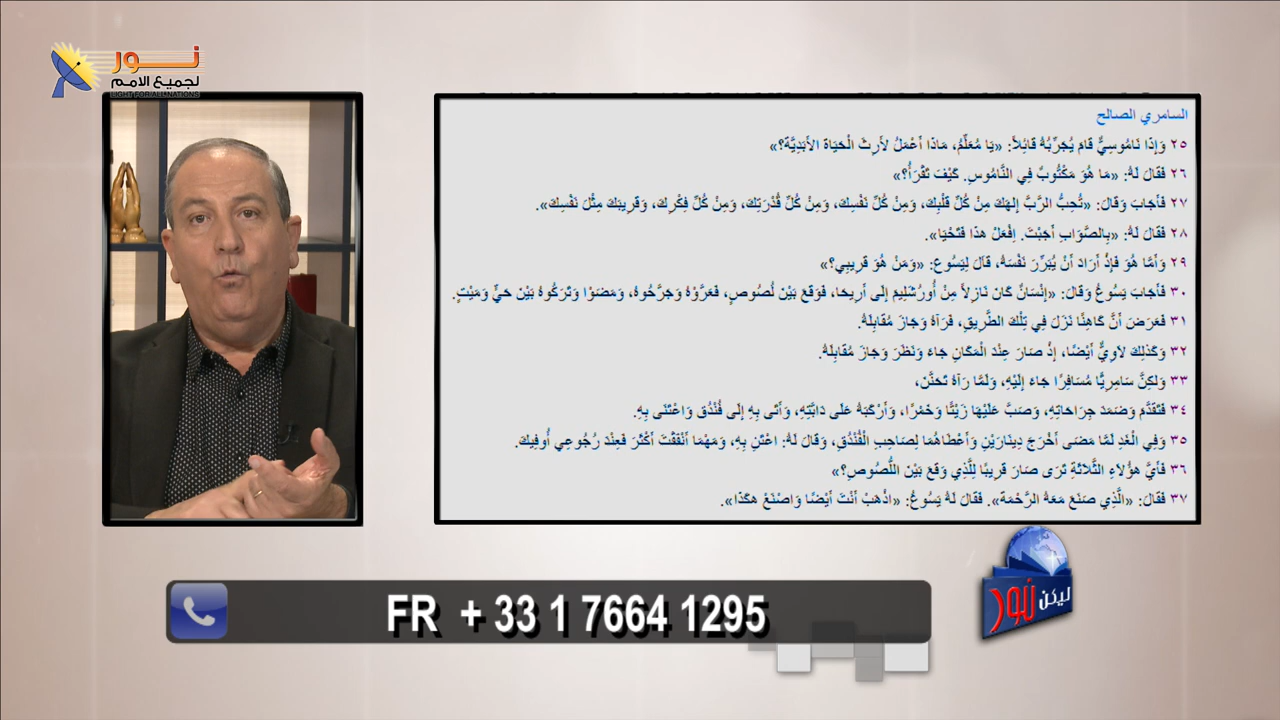 نور
لجميع الامم
LIGHT FOR ALL NATIONS
السامري الصالح
٢٥ وَإِذَا نَامُوسِيٌّ قَامَ يُجَرِّبُهُ قَائِلاً: «يَا مُعَلِّمُ، مَاذَا أَعْمَلُ لأَرِثَ الْحَيَاةَ الأَبَدِيَّةَ؟»
٢٦ فَقَالَ لَهُ: «مَا هُوَ مَكْتُوبٌ فِي النَّامُوسِ. كَيْفَ تَقْرَأُ؟»
٢٧ فَأَجَابَ وَقَالَ: «تُحِبُّ الرَّبَّ إِلهَكَ مِنْ كُلِّ قَلْبِكَ، وَمِنْ كُلِّ نَفْسِكَ، وَمِنْ كُلِّ قُدْرَتِكَ، وَمِنْ كُلِّ فِكْرِكَ، وَقَرِيبَكَ مِثْلَ نَفْسِكَ».
٢٨ فَقَالَ لَهُ: «بِالصَّوَابِ أَجَبْتَ. اِفْعَلْ هذَا فَتَحْيَا».
٢٩ وَأَمَّا هُوَ فَإِذْ أَرَادَ أَنْ يُبَرِّرَ نَفْسَهُ، قَالَ لِيَسُوعَ: «وَمَنْ هُوَ قَرِيبِي؟»
٣٠ فَأَجَابَ يَسُوعُ وَقَالَ: «إِنْسَانٌ كَانَ نَازِلاً مِنْ أُورُشَلِيمَ إِلَى أَرِيحَا، فَوَقَعَ بَيْنَ لُصُوصٍ، فَعَرَّوْهُ وَجَرَّحُوهُ، وَمَضَوْا وَتَرَكُوهُ بَيْنَ حَيٍّ وَمَيْتٍ.
٣١ فَعَرَضَ أَنَّ كَاهِنًا نَزَلَ فِي تِلْكَ الطَّرِيقِ، فَرَآهُ وَجَازَ مُقَابِلَهُ.
٣٢ وَكَذلِكَ لاَوِيٌّ أَيْضًا، إِذْ صَارَ عِنْدَ الْمَكَانِ جَاءَ وَنَظَرَ وَجَازَ مُقَابِلَهُ.
٣٣ وَلكِنَّ سَامِرِيًّا مُسَافِرًا جَاءَ إِلَيْهِ، وَلَمَّا رَآهُ تَحَنَّنَ،
٣٤ فَتَقَدَّمَ وَضَمَدَ جِرَاحَاتِهِ، وَصَبَّ عَلَيْهَا زَيْتًا وَخَمْرًا، وَأَرْكَبَهُ عَلَى دَابَّتِهِ، وَأَتَى بِهِ إِلَى فُنْدُق وَاعْتَنَى بِهِ.
٣٥ وَفِي الْغَدِ لَمَّا مَضَى أَخْرَجَ دِينَارَيْنِ وَأَعْطَاهُمَا لِصَاحِبِ الْفُنْدُقِ، وَقَالَ لَهُ: اعْتَنِ بِهِ، وَمَهْمَا أَنْفَقْتَ أَكْثَرَ فَعِنْدَ رُجُوعِي أُوفِيكَ.
٣٦ فَأَيَّ هؤُلاَءِ الثَّلاَثَةِ تَرَى صَارَ قَرِيبًا لِلَّذِي وَقَعَ بَيْنَ اللُّصُوصِ؟»
٣٧ فَقَالَ: «الَّذِي صَنَعَ مَعَهُ الرَّحْمَةَ». فَقَالَ لَهُ يَسُوعُ: «اذْهَبْ أَنْتَ أَيْضًا وَاصْنَعْ هكَذَا».
ليكن نور
FR + 33 1 7664 1295